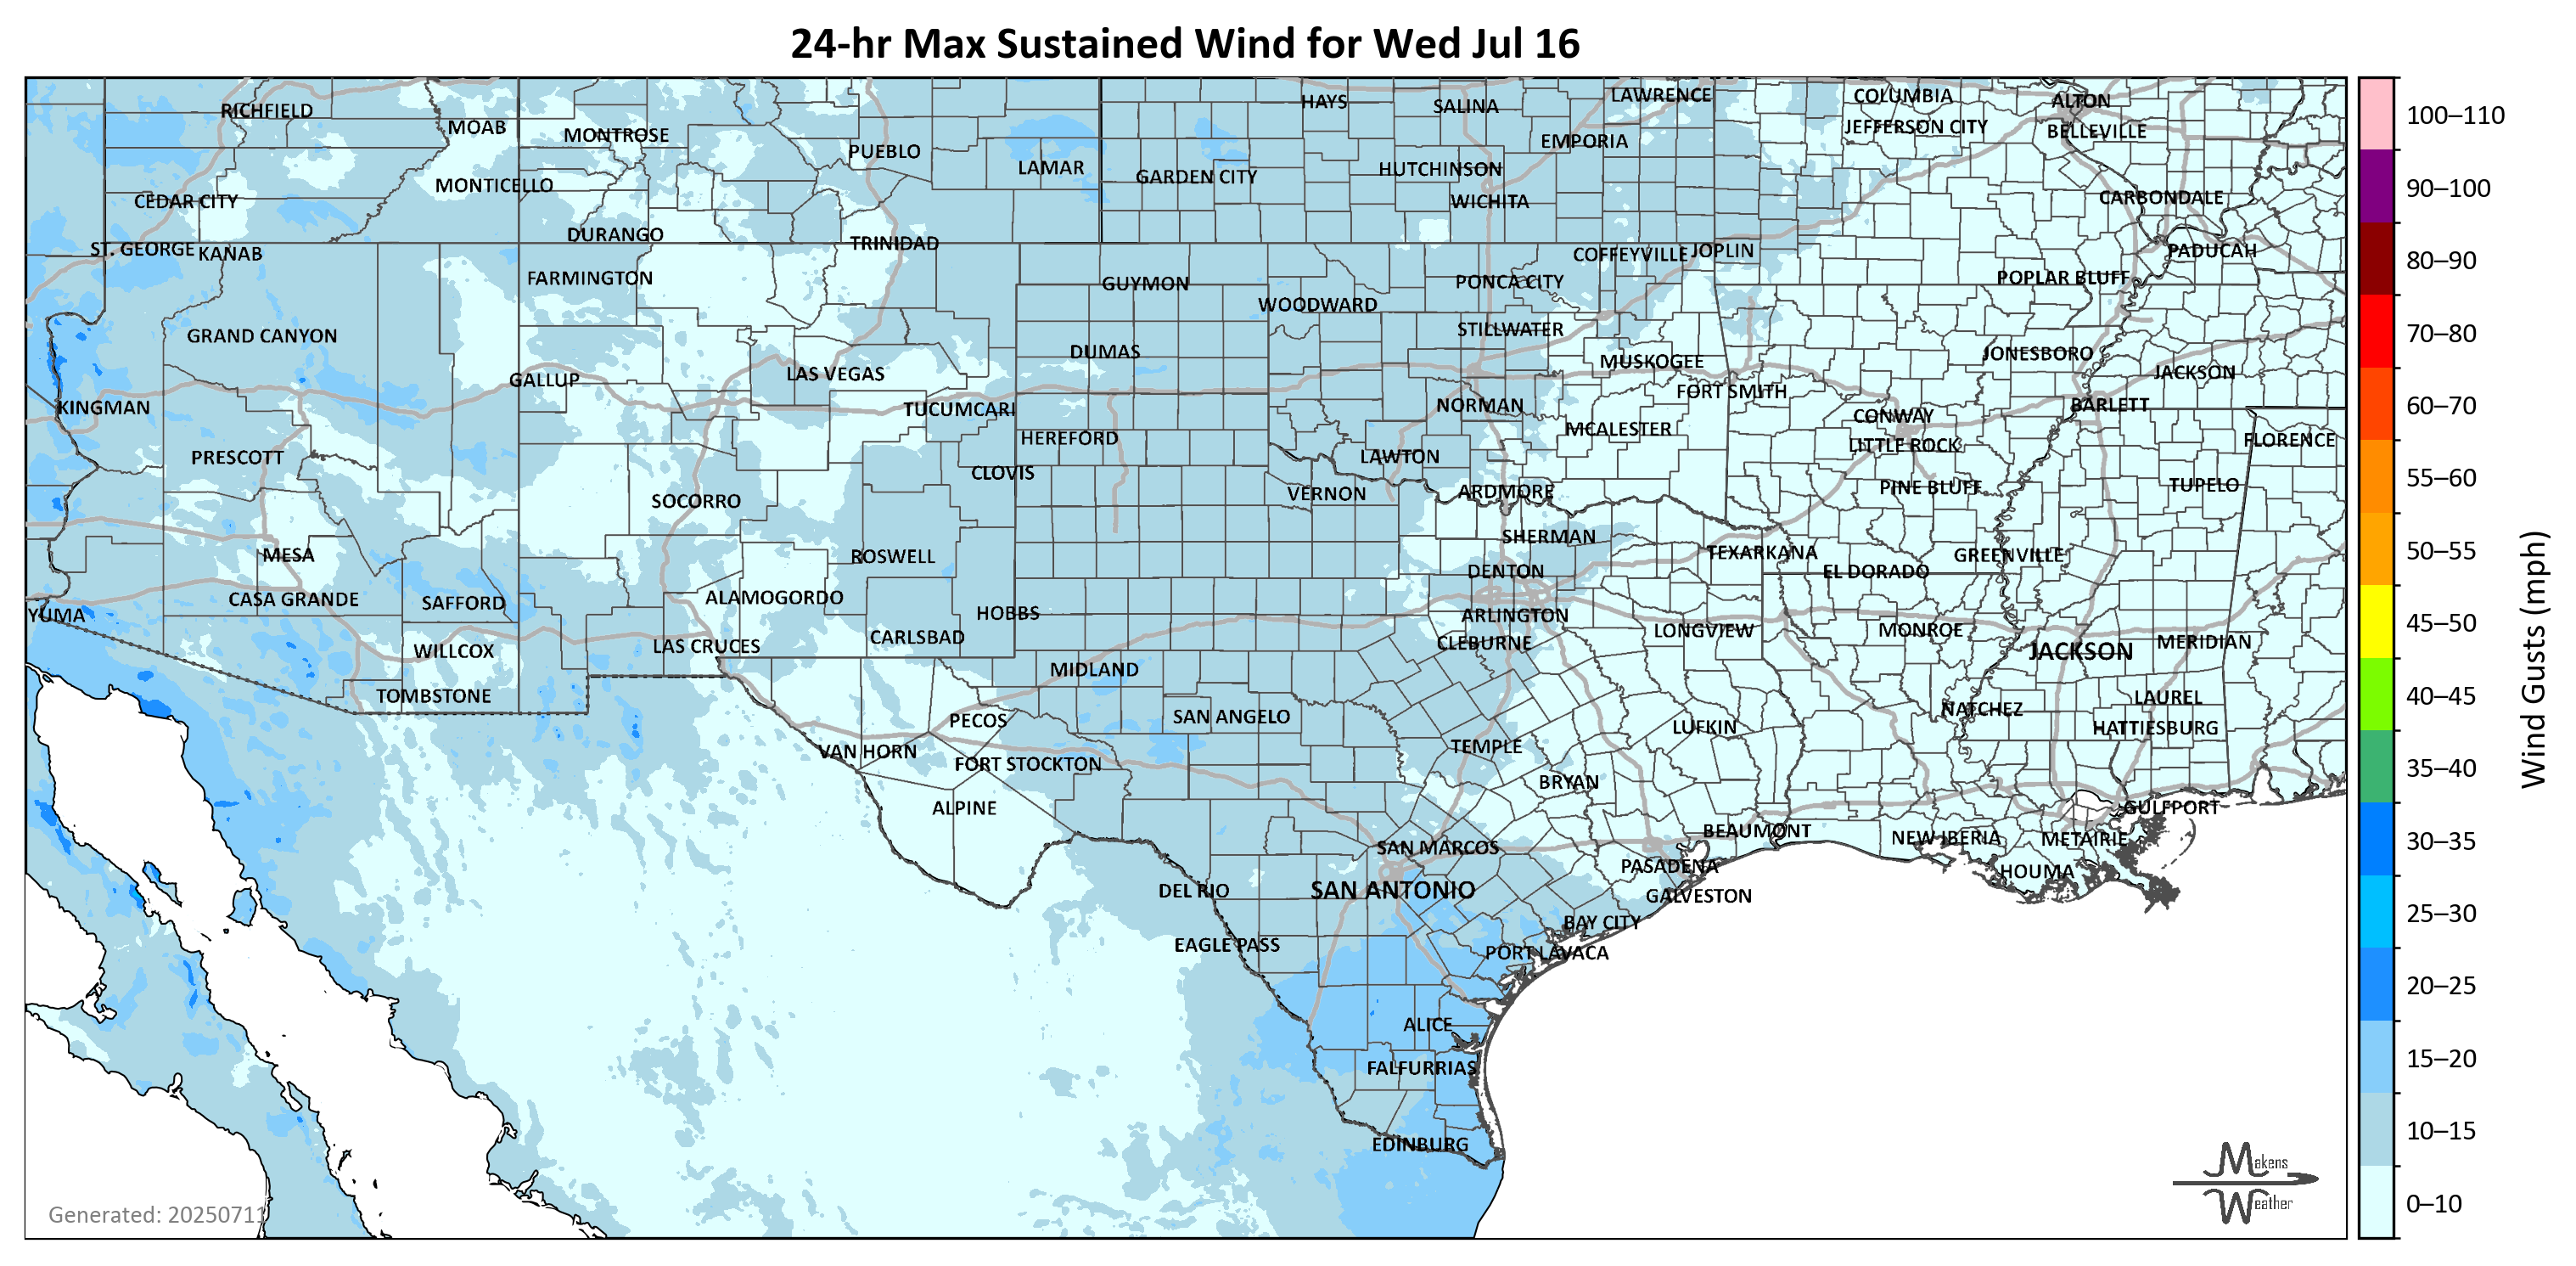 24-hr Max Sustained Wind for Wed Jul 16
RICHFIELD
MOAB
MONTROSE
PUEBLO
LAMAR
GARDEN CITY
HAYS
SALINA
LAWRENCE
EMPORIA
HUTCHINSON
WICHITA
COLUMBIA
JEFFERSON CITY
ALTON
BELLEVILLE
CARBONDALE
CEDAR CITY
MONTICELLO
ST. GEORGE
KANAB
DURANGO
TRINIDAD
FARMINGTON
GUYMON
WOODWARD
PONCA CITY
COFFEYVILLE
JOPLIN
POPLAR BLUFF
PADUCAH
GRAND CANYON
DUMAS
STILLWATER
MUSKOGEE
JONESBORO
JACKSON
GALLUP
LAS VEGAS
KINGMAN
TUCUMCARI
NORMAN
FORT SMITH
CONWAY
BARLETT
HEREFORD
MCALESTER
LITTLE ROCK
FLORENCE
PRESCOTT
CLOVIS
LAWTON
SOCORRO
VERNON
ARDMORE
PINE BLUFF
TUPELO
MESA
ROSWELL
SHERMAN
TEXARKANA
GREENVILLE
DENTON
EL DORADO
CASA GRANDE
SAFFORD
ALAMOGORDO
YUMA
HOBBS
ARLINGTON
WILLCOX
LAS CRUCES
CARLSBAD
CLEBURNE
LONGVIEW
MONROE
JACKSON
MERIDIAN
TOMBSTONE
MIDLAND
LAUREL
PECOS
SAN ANGELO
NATCHEZ
HATTIESBURG
VAN HORN
FORT STOCKTON
TEMPLE
LUFKIN
BRYAN
ALPINE
GULFPORT
SAN MARCOS
BEAUMONT
NEW IBERIA
METAIRIE
PASADENA
HOUMA
DEL RIO
SAN ANTONIO
GALVESTON
EAGLE PASS
BAY CITY
PORT LAVACA
ALICE
FALFURRIAS
EDINBURG
Generated: 20250711
Makens
Weather
100–110
90–100
80–90
70–80
60–70
55–60
50–55
45–50
40–45
35–40
30–35
25–30
20–25
15–20
10–15
0–10
Wind Gusts (mph)